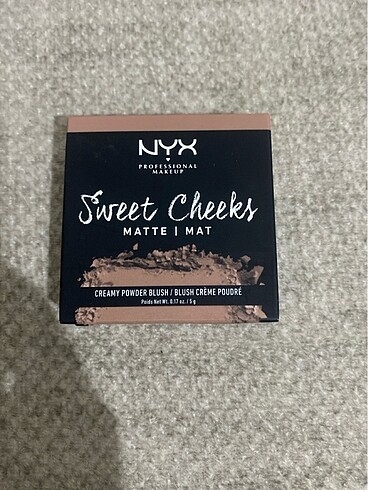 NYX
PROFESSIONAL
MAKEUP
Sweet Cheeks
MATTE | MAT
CREAMY POWDER BLUSH / BLUSH CRÈME POUDRÉ
Poids Net Wt. 0.17 oz. / 5 g